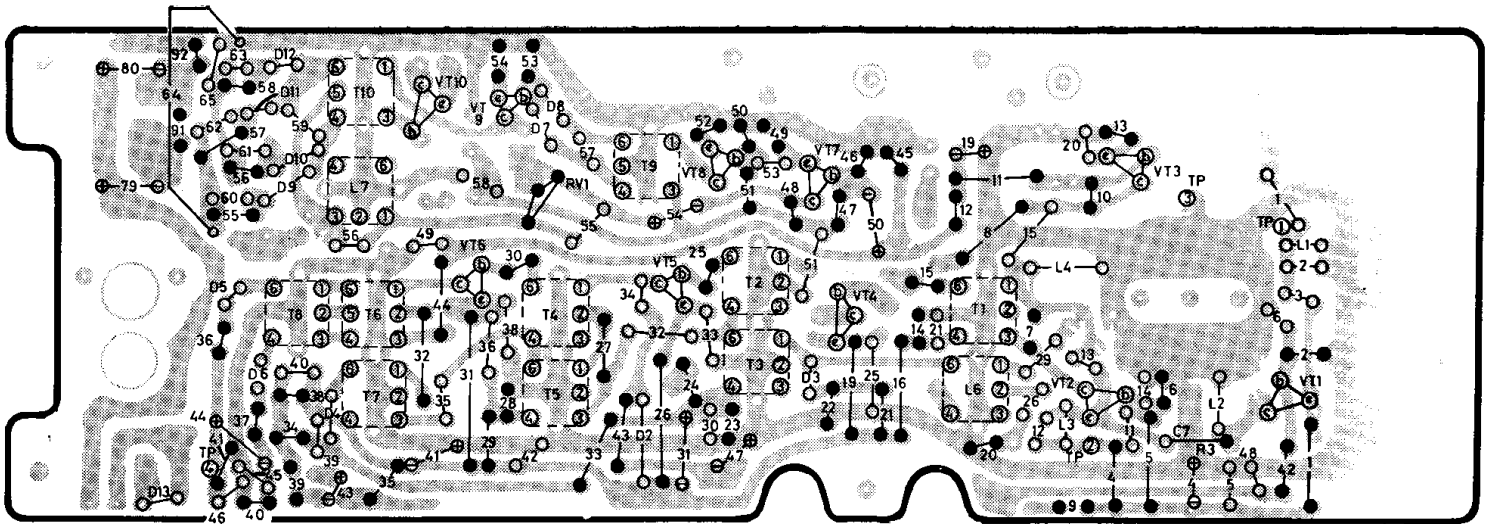 92 63 D12 54 53
80 58 T10 VT10 VT 9 D8 D7
64 65 D11
91 62 57 59 52 50 49 19 13
61 D10 56 57 T9 VT8 53 VT7 46 45 20 VT3
79 D9 L7 58 RV1 51 48 47 11 10 TP 3
60 55 54 50 12 1
55 8 15 TP 1
56 49 VT6 30 VT5 25 51 L1
D5 44 34 T2 VT4 15 L4 2
T8 T6 T4 T1 3
36 32 31 36 38 27 32 33 14 21 7 6
D6 40 T3 D3 19 25 16 29 13 2
T7 35 28 T5 26 24 L6 VT2 14 6 L2 VT1
44 37 38 D4 43 D2 30 23 22 21 26 12 L3 11 C7
34 41 29 42 31 47 20 TP 2 R3
TP 4 41 45 39 39 43 35 33 4 5 4 5 48 42 1
D13 46 40 9